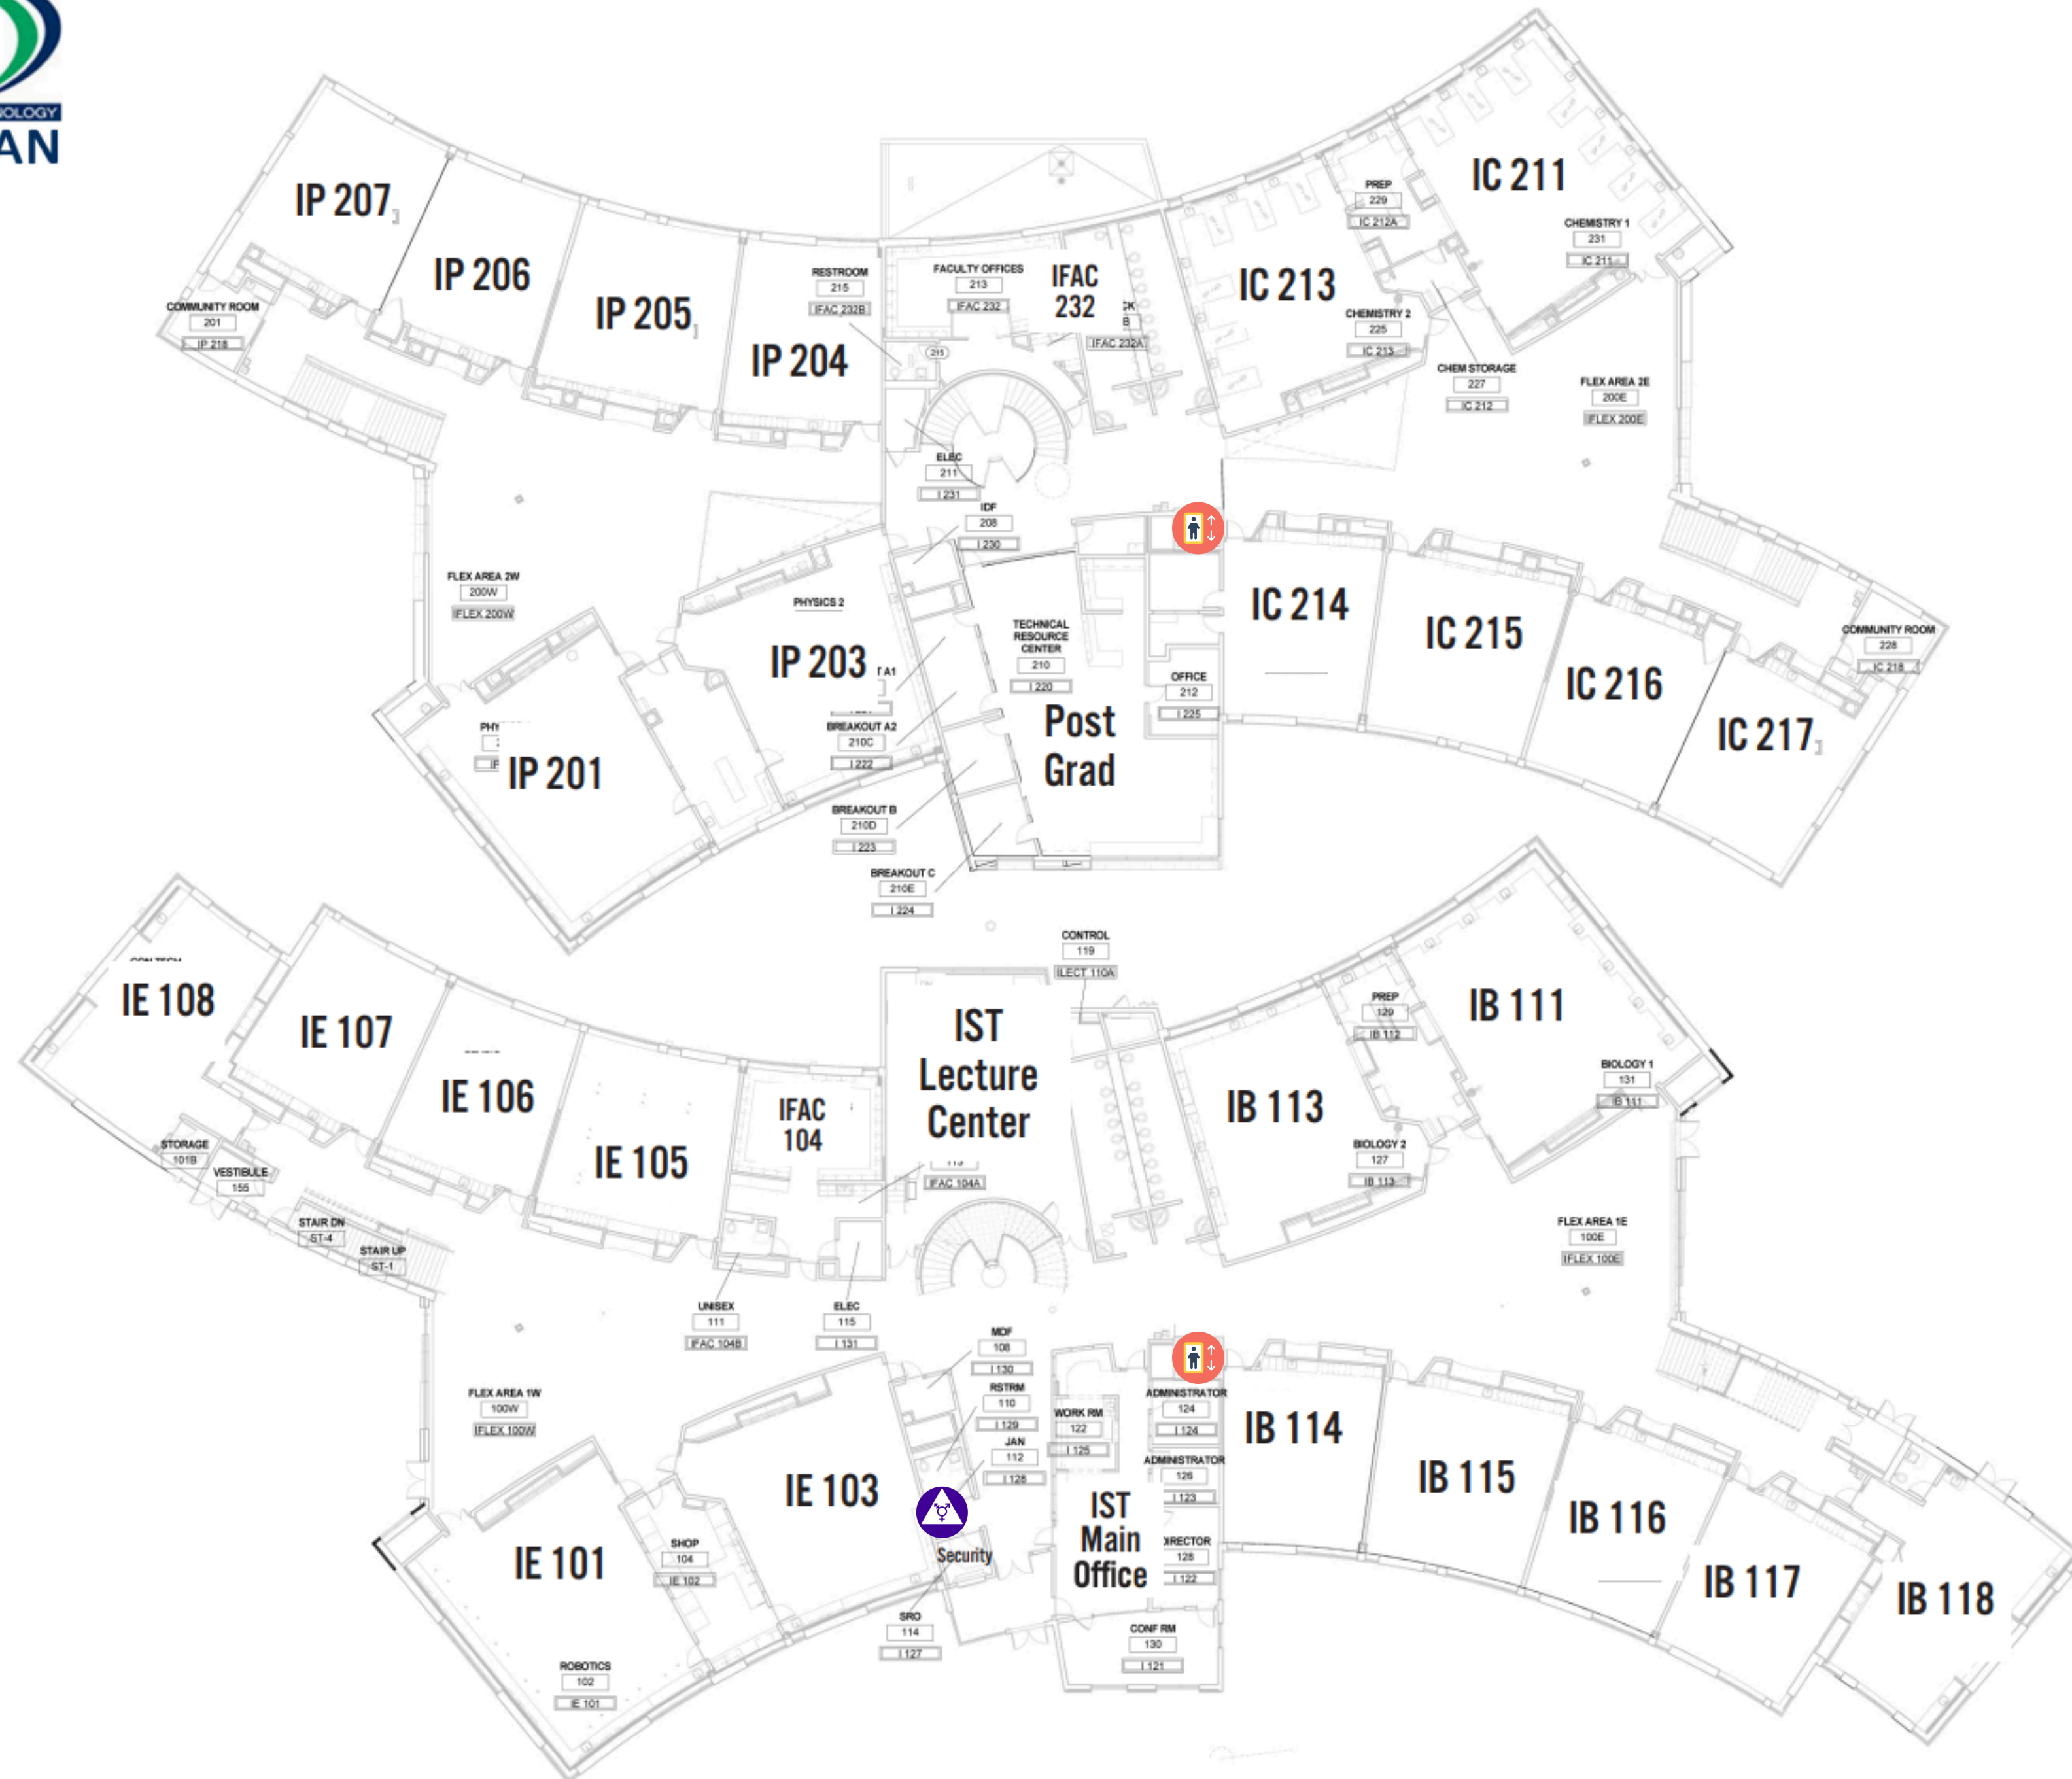 NOLOGY
AN
IP 207
IP 206
IP 205
IP 204
COMMUNITY ROOM
201
IP 218
RESTROOM
215
IFAC 232B
FACULTY OFFICES
213
IFAC 232
IFAC
232
CK
B
IFAC 232A
215
IC 213
PREP
229
IC 212A
IC 211
CHEMISTRY 1
231
IC 211
CHEMISTRY 2
225
IC 213
CHEM STORAGE
227
IC 212
FLEX AREA 2E
200E
IFLEX 200E
ELEC
211
I 231
IDF
208
I 230
FLEX AREA 2W
200W
IFLEX 200W
PHYSICS 2
IP 203
T A1
BREAKOUT A2
210C
I 222
BREAKOUT B
210D
I 223
BREAKOUT C
210E
I 224
TECHNICAL
RESOURCE
CENTER
210
I 220
Post
Grad
OFFICE
212
I 225
IC 214
IC 215
IC 216
IC 217
COMMUNITY ROOM
228
IC 218
PHY
IP
IP 201
IE 108
IE 107
IE 106
IE 105
IFAC
104
IST
Lecture
Center
CONTROL
119
ILECT 110A
113
IFAC 104A
IB 113
PREP
129
IB 112
IB 111
BIOLOGY 1
131
IB 111
BIOLOGY 2
127
IB 113
STORAGE
101B
VESTIBULE
155
STAIR DN
ST-4
STAIR UP
ST-1
FLEX AREA 1E
100E
IFLEX 100E
UNISEX
111
IFAC 104B
ELEC
115
I 131
MDF
108
I 130
RSTRM
110
I 129
JAN
112
I 128
FLEX AREA 1W
100W
IFLEX 100W
WORK RM
122
I 125
ADMINISTRATOR
124
I 124
ADMINISTRATOR
126
I 123
IST
Main
Office
DIRECTOR
128
I 122
IE 103
Security
SHOP
104
IE 102
IE 101
ROBOTICS
102
IE 101
SRO
114
I 127
CONF RM
130
I 121
IB 114
IB 115
IB 116
IB 117
IB 118